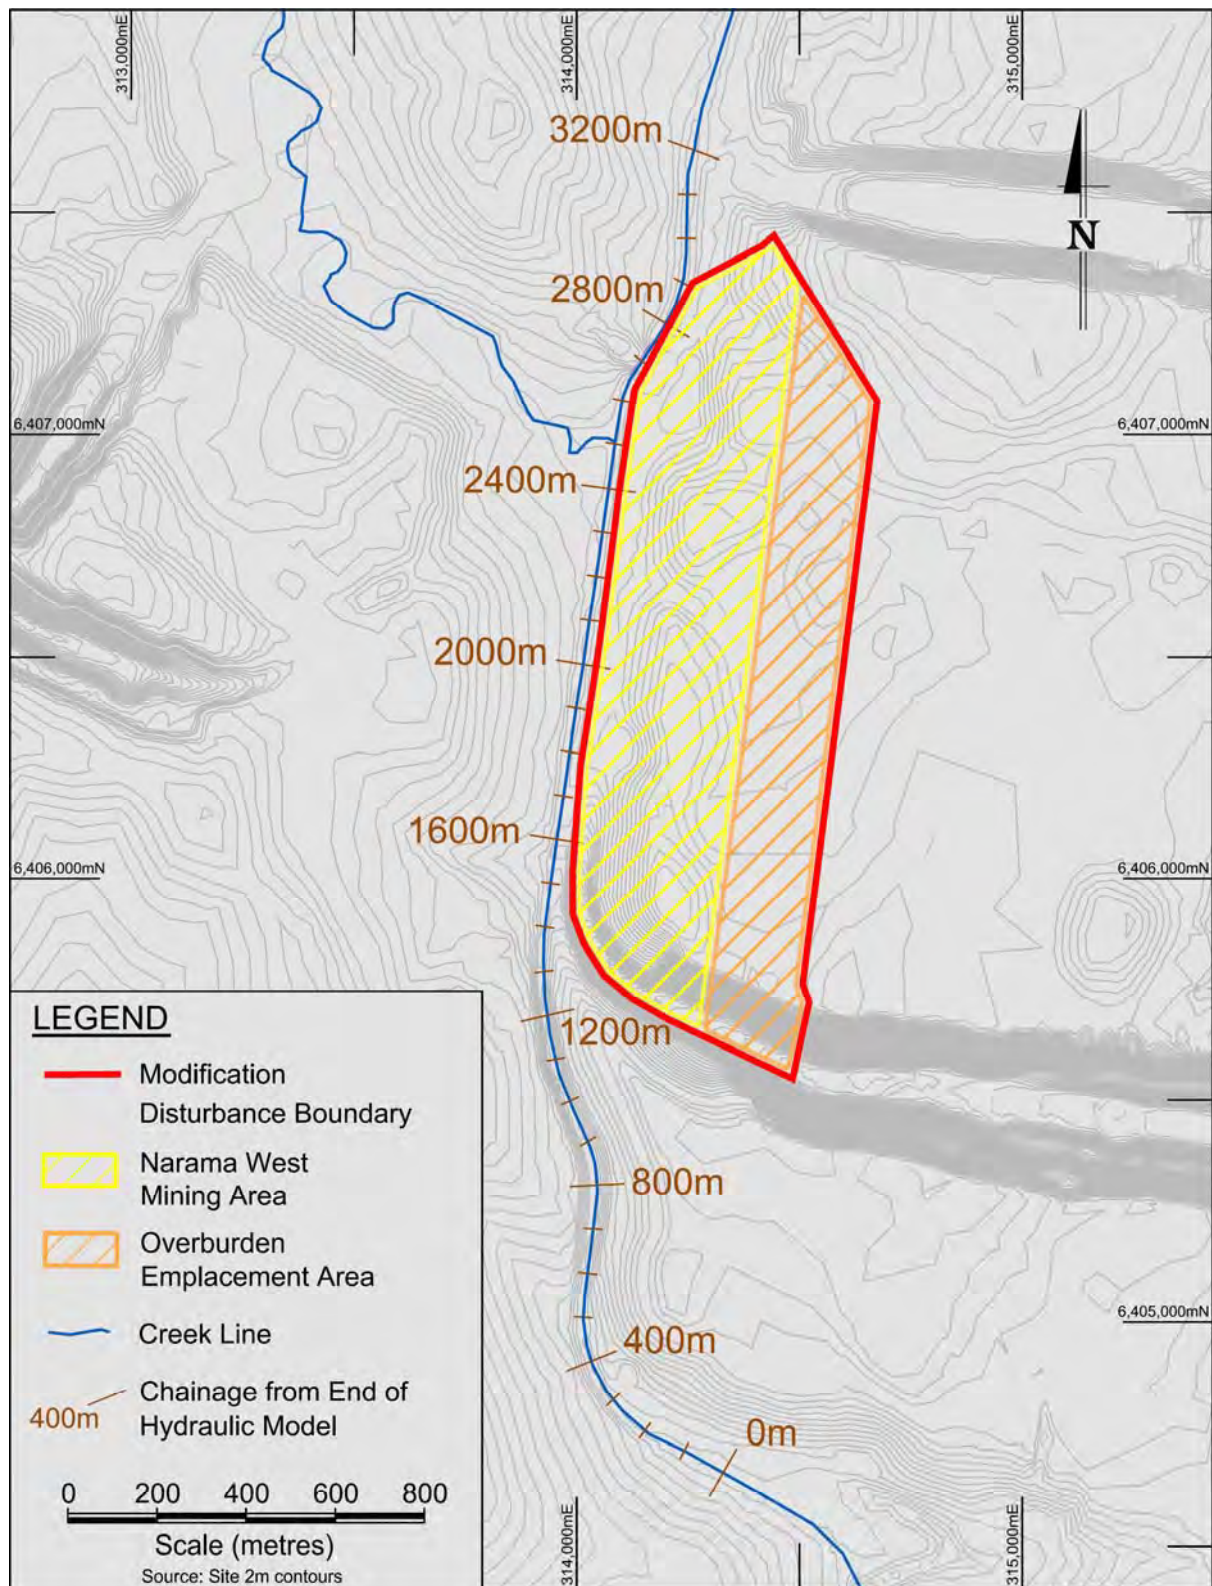 313,000mE
314,000mE
315,000mE
3200m
N
2800m
6,407,000mN
6,407,000mN
2400m
2000m
1600m
6,406,000mN
6,406,000mN
1200m
LEGEND
Modification
Disturbance Boundary
Narama West
Mining Area
Overburden
Emplacement Area
Creek Line
400m
Chainage from End of
Hydraulic Model
0 200 400 600 800
Scale (metres)
Source: Site 2m contours
800m
6,405,000mN
400m
0m
314,000mE
315,000mE